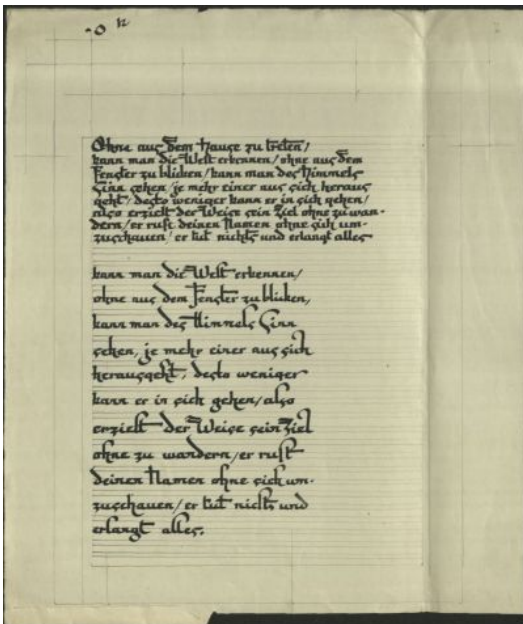 Ohne aus dem Hause zu treten/
kann man die Welt erkennen/ohne aus dem
Fenster zu blicken/kann man des Himmels
Sinn sehen/je mehr einer aus sich heraus
geht/desto weniger kann er in sich gehen/
also erzielt der Weise sein Ziel ohne zu wan-
dern/er ruft deinen Namen ohne sich um-
zuschauen/er tut nichts und erlangt alles
kann man die Welt erkennen/
ohne aus dem Fenster zu blicken,
kann man des Himmels Sinn
sehen, je mehr einer aus sich
herausgeht, desto weniger
kann er in sich gehen/also
erzielt der Weise sein Ziel
ohne zu wandern/er ruft
deinen Namen ohne sich um-
zuschauen/er tut nichts und
erlangt alles.